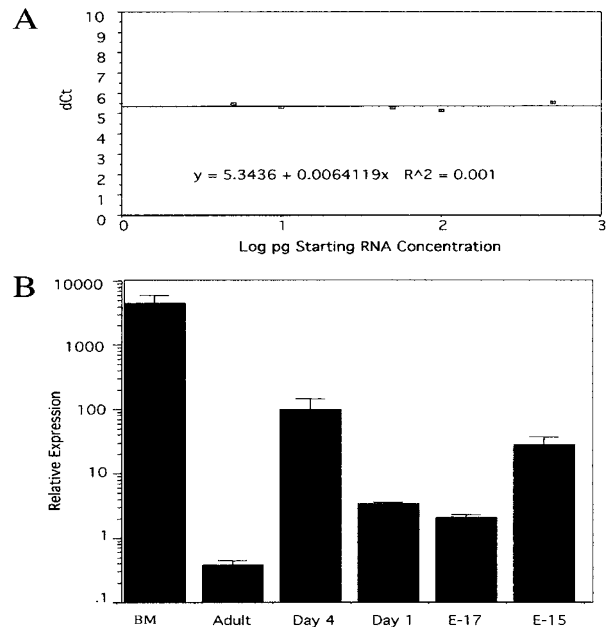 A
10
9
8
7
6
5
4
3
2
1
0
dCt
y = 5.3436 + 0.0064119x R^2 = 0.001
0 1 2 3
Log pg Starting RNA Concentration
B
10000
1000
100
10
1
.1
Relative Expression
BM Adult Day 4 Day 1 E-17 E-15